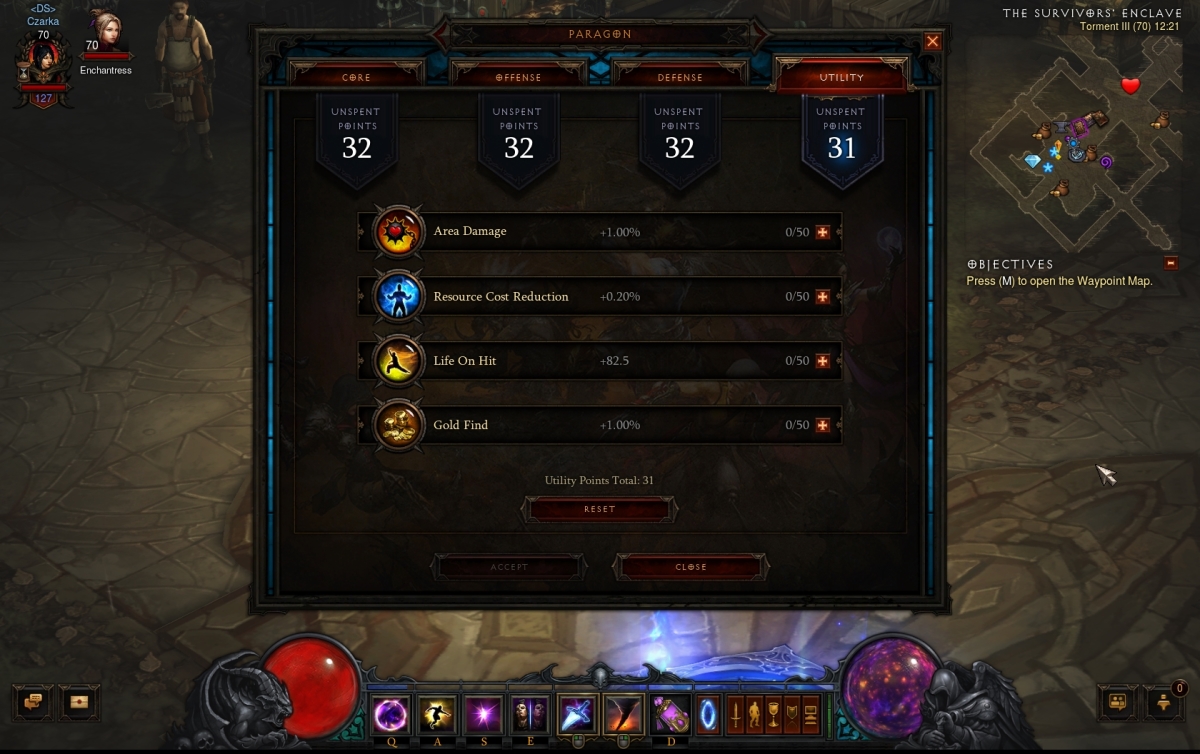 <DS>
Czarka
70
127
70
Enchantress
PARAGON
CORE
OFFENSE
DEFENSE
UTILITY
UNSPENT
POINTS
32
UNSPENT
POINTS
32
UNSPENT
POINTS
32
UNSPENT
POINTS
31
Area Damage +1.00% 0/50
Resource Cost Reduction +0.20% 0/50
Life On Hit +82.5 0/50
Gold Find +1.00% 0/50
Utility Points Total: 31
RESET
ACCEPT
CLOSE
THE SURVIVORS' ENCLAVE
Torment III (70) 12:21
OBJECTIVES
Press (M) to open the Waypoint Map.
Q
A
S
E
D
0